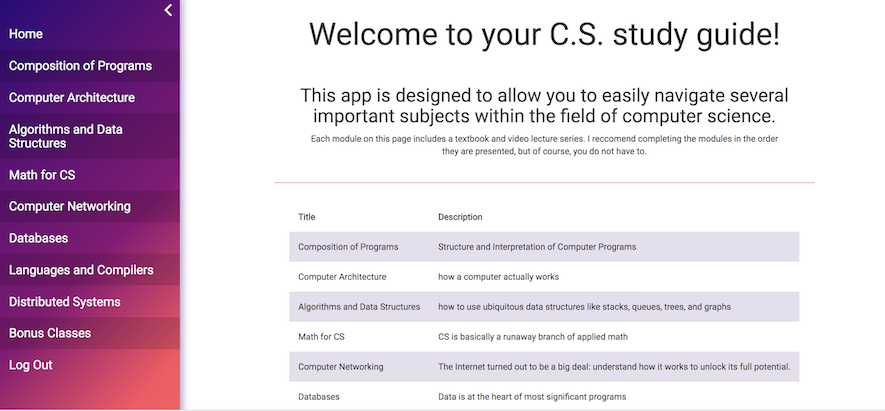 Home
Composition of Programs
Computer Architecture
Algorithms and Data
Structures
Math for CS
Computer Networking
Databases
Languages and Compilers
Distributed Systems
Bonus Classes
Log Out
Welcome to your C.S. study guide!
This app is designed to allow you to easily navigate several
important subjects within the field of computer science.
Each module on this page includes a textbook and video lecture series. I reccomend completing the modules in the order
they are presented, but of course, you do not have to.
Title Description
Composition of Programs Structure and Interpretation of Computer Programs
Computer Architecture how a computer actually works
Algorithms and Data Structures how to use ubiquitous data structures like stacks, queues, trees, and graphs
Math for CS CS is basically a runaway branch of applied math
Computer Networking The Internet turned out to be a big deal: understand how it works to unlock its full potential.
Databases Data is at the heart of most significant programs